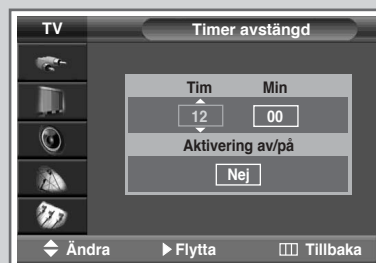 TV Timer avstängd
Tim Min
12 00
Aktivering av/på
Nej
Ändra Flytta Tillbaka